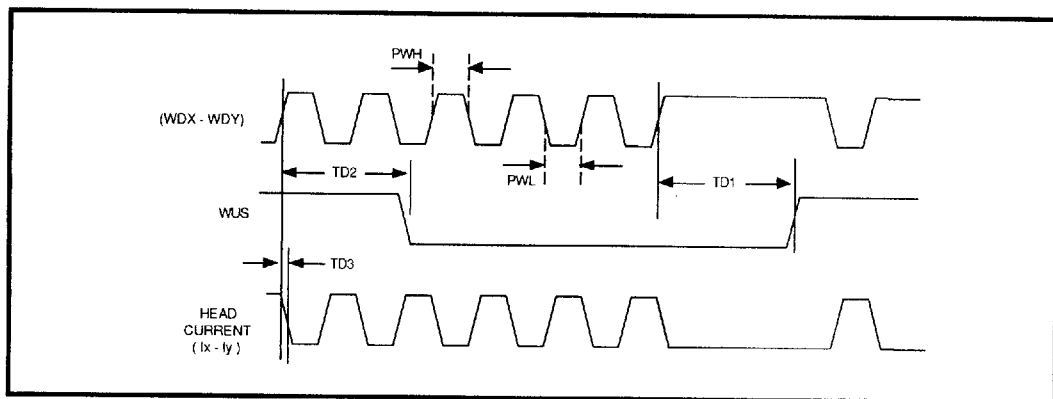 PWH
(WDX - WDY)
TD2
PWL
TD1
WUS
TD3
HEAD
CURRENT
( Ix - Iy )